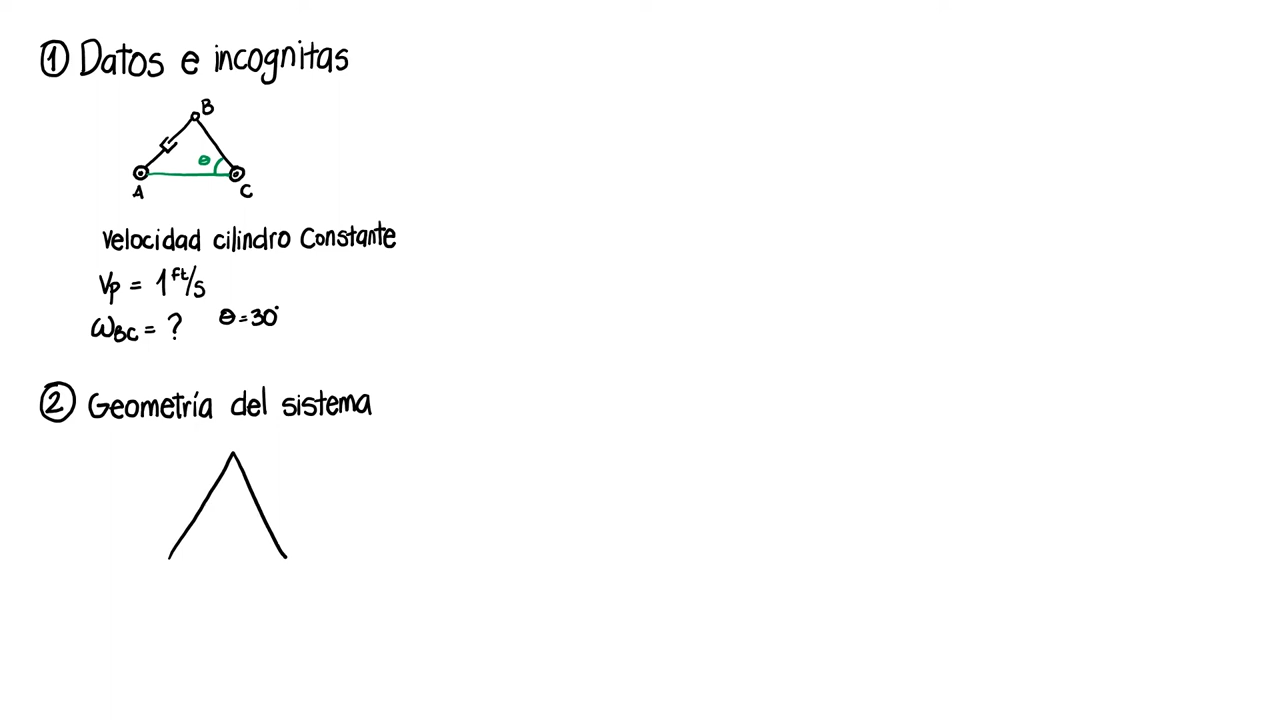 ① Datos e incognitas
B
θ
A
C
Velocidad cilindro Constante
Vp = 1 ft/s
ωBC = ? θ = 30°
② Geometría del sistema